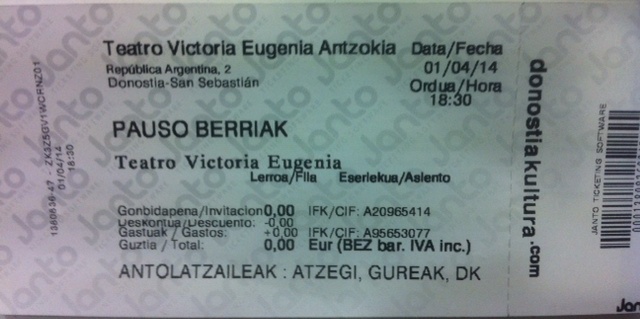 Teatro Victoria Eugenia Antzokia
República Argentina, 2
Donostia-San Sebastián
Data/Fecha
01/04/14
Ordua/Hora
18:30
PAUSO BERRIAK
Teatro Victoria Eugenia
Lerroa/Fila Eserlekua/Asiento
Gonbidapena/Invitacion 0,00 IFK/CIF: A20965414
Deskontua/Descuento: -0,00
Gastuak / Gastos: +0,00 IFK/CIF: A95653077
Guztia / Total: 0,00 Eur (BEZ bar. IVA inc.)
ANTOLATZAILEAK : ATZEGI, GUREAK, DK
01/04/14
18:30
donostiakultura.com
JANTO TICKETING SOFTWARE
Janto